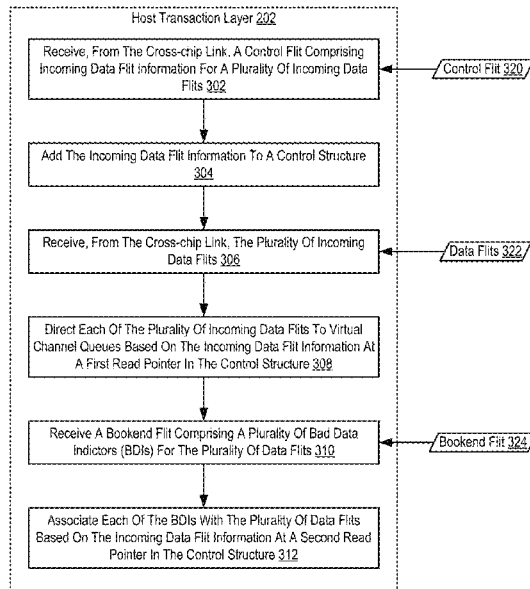 Host Transaction Layer 202
Receive, From The Cross-chip Link, A Control Flit Comprising
Incoming Data Flit Information For A Plurality Of Incoming Data
Flits 302
Control Flit 320
Add The Incoming Data Flit Information To A Control Structure
304
Receive, From The Cross-chip Link, The Plurality Of Incoming
Data Flits 306
Data Flits 322
Direct Each Of The Plurality Of Incoming Data Flits To Virtual
Channel Queues Based On The Incoming Data Flit Information At
A First Read Pointer In The Control Structure 308
Receive A Bookend Flit Comprising A Plurality Of Bad Data
Indictors (BDIs) For The Plurality Of Data Flits 310
Bookend Flit 324
Associate Each Of The BDIs With The Plurality Of Data Flits
Based On The Incoming Data Flit Information At A Second Read
Pointer In The Control Structure 312